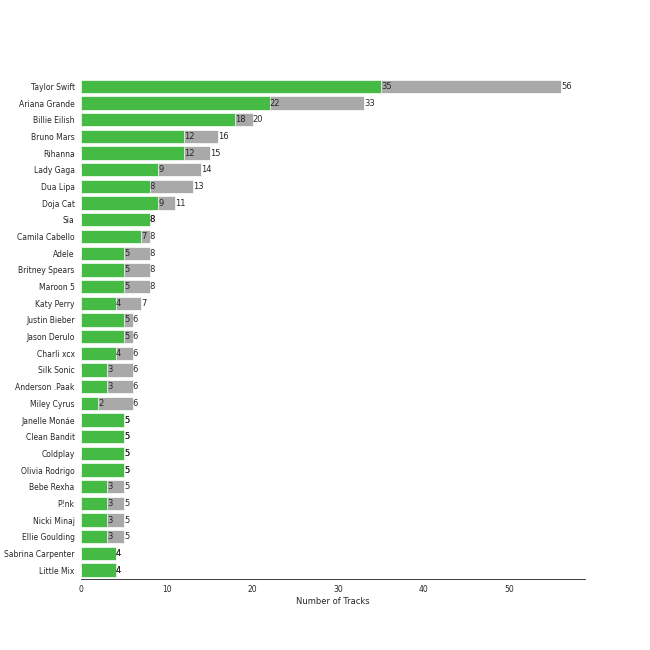 Taylor Swift 35 56
Ariana Grande 22 33
Billie Eilish 18 20
Bruno Mars 12 16
Rihanna 12 15
Lady Gaga 9 14
Dua Lipa 8 13
Doja Cat 9 11
Sia 8
Camila Cabello 7 8
Adele 5 8
Britney Spears 5 8
Maroon 5 5 8
Katy Perry 4 7
Justin Bieber 5 6
Jason Derulo 5 6
Charli xcx 4 6
Silk Sonic 3 6
Anderson .Paak 3 6
Miley Cyrus 2 6
Janelle Monáe 5
Clean Bandit 5
Coldplay 5
Olivia Rodrigo 5
Bebe Rexha 3 5
P!nk 3 5
Nicki Minaj 3 5
Ellie Goulding 3 5
Sabrina Carpenter 4
Little Mix 4
0 10 20 30 40 50
Number of Tracks